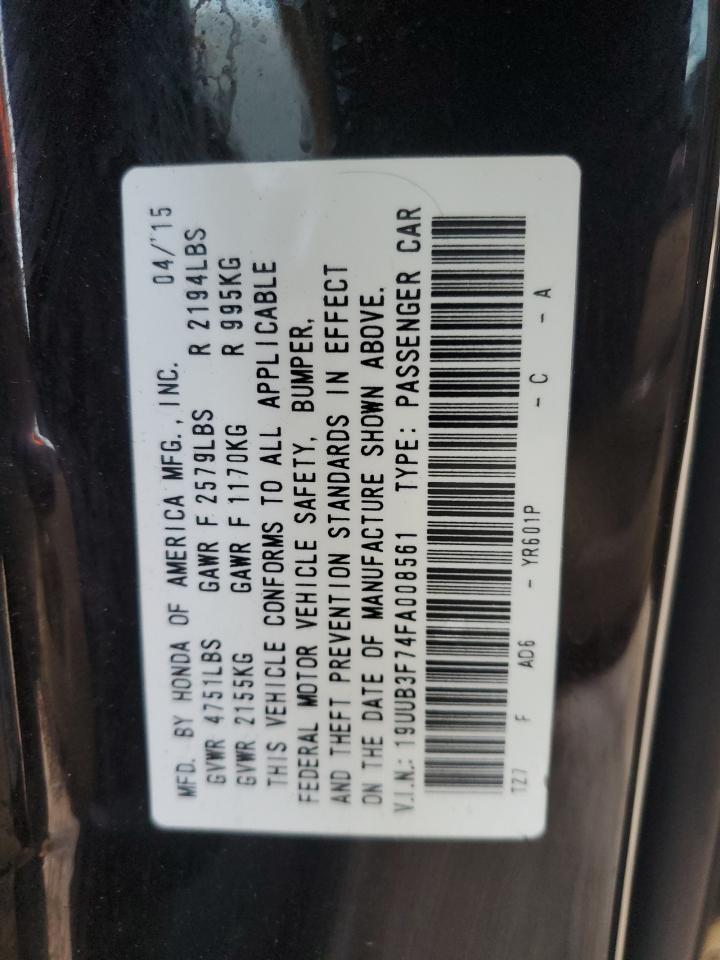 MFD. BY HONDA OF AMERICA MFG., INC. 04/'15
GVWR 4751LBS GAWR F 2579LBS R 2194LBS
GVWR 2155KG GAWR F 1170KG R 995KG
THIS VEHICLE CONFORMS TO ALL APPLICABLE
FEDERAL MOTOR VEHICLE SAFETY, BUMPER,
AND THEFT PREVENTION STANDARDS IN EFFECT
ON THE DATE OF MANUFACTURE SHOWN ABOVE.
V.I.N.: 19UUB3F74FA008561 TYPE: PASSENGER CAR
TZ7 F AD6 - YR601P - C - A